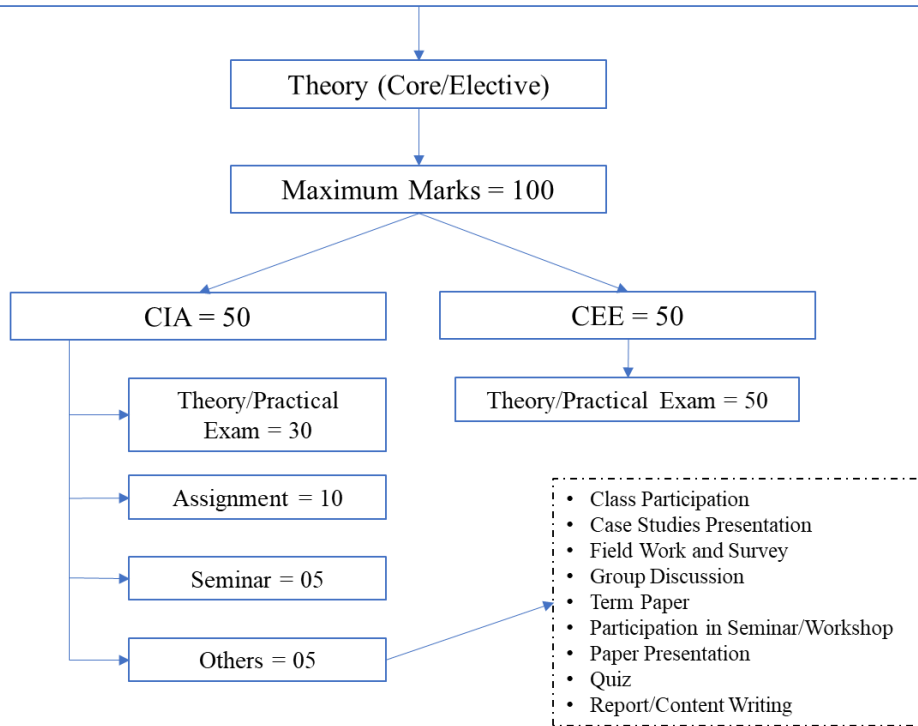 Theory (Core/Elective)
Maximum Marks = 100
CIA = 50
CEE = 50
Theory/Practical
Exam = 30
Theory/Practical Exam = 50
Assignment = 10
Seminar = 05
Others = 05
• Class Participation
• Case Studies Presentation
• Field Work and Survey
• Group Discussion
• Term Paper
• Participation in Seminar/Workshop
• Paper Presentation
• Quiz
• Report/Content Writing